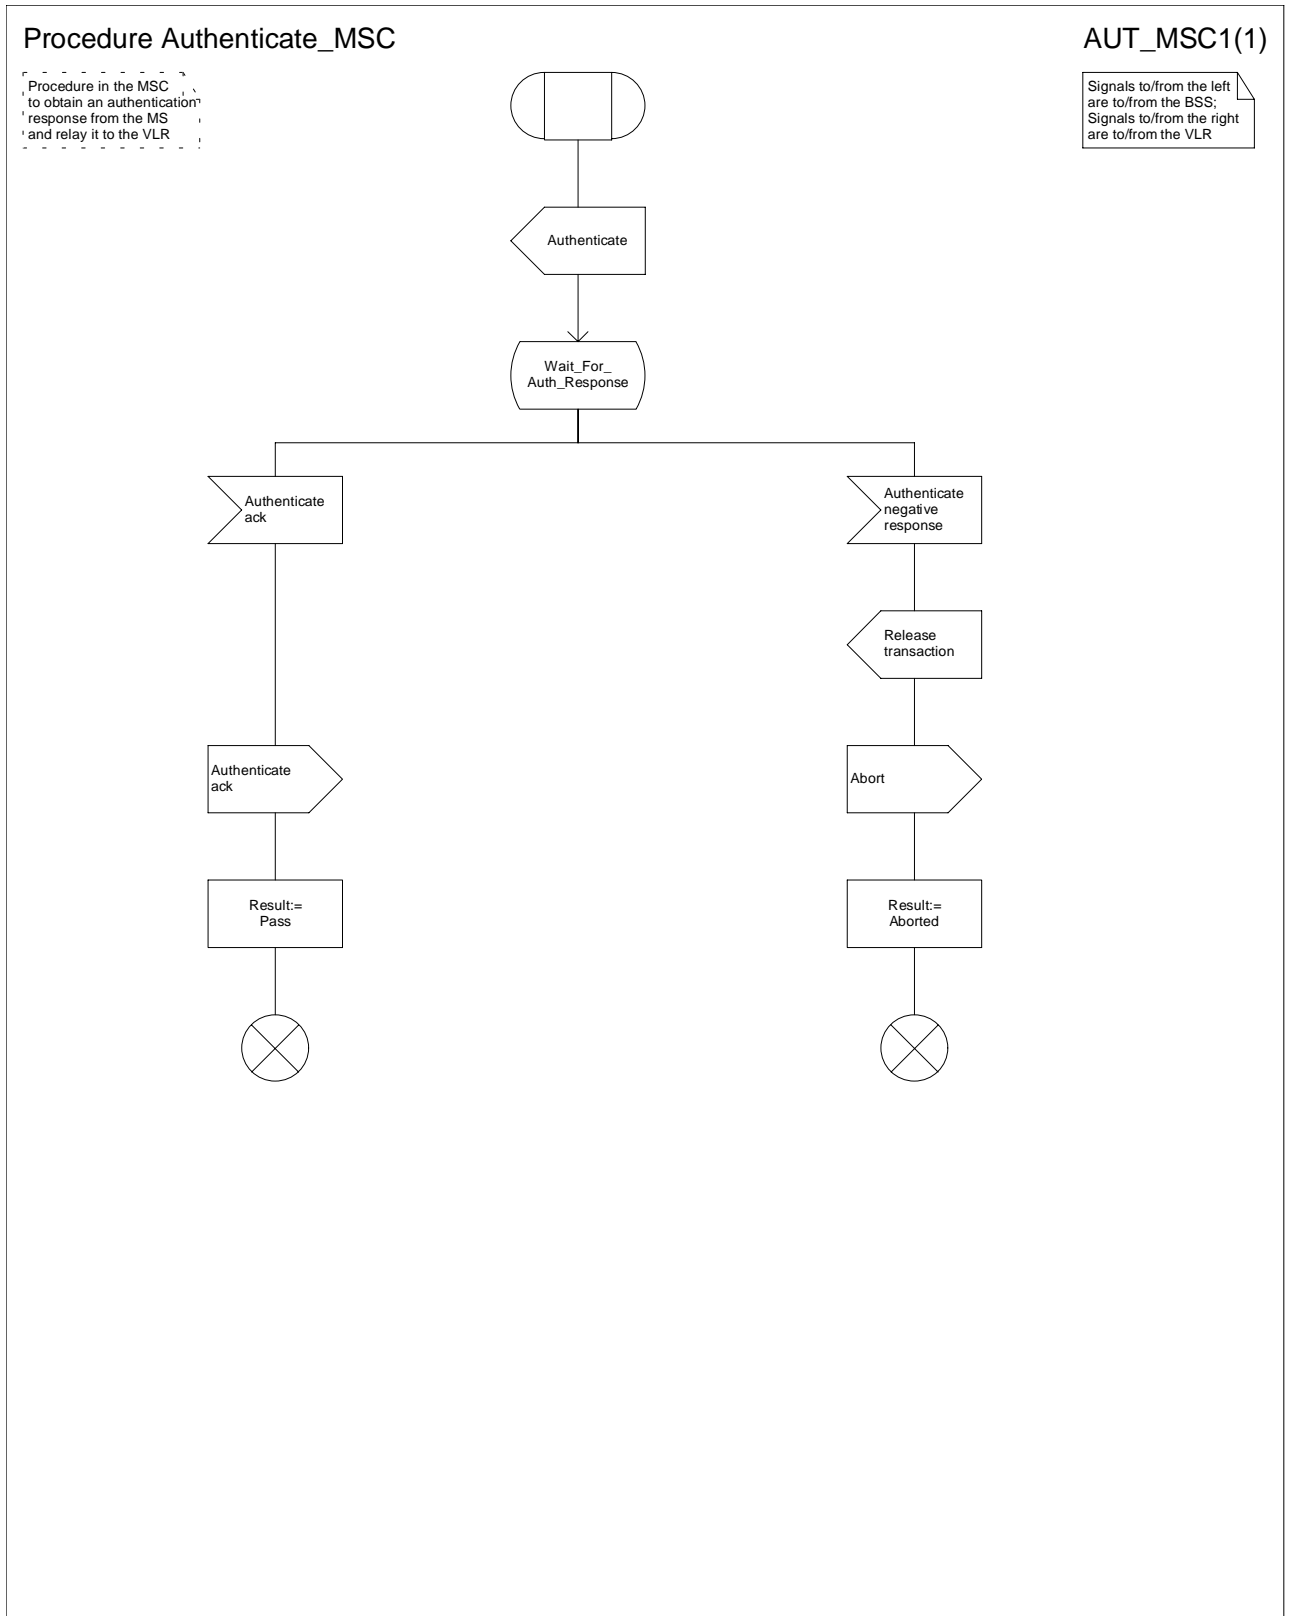 Procedure Authenticate_MSC
AUT_MSC1(1)
Procedure in the MSC
to obtain an authentication
response from the MS
and relay it to the VLR
Signals to/from the left
are to/from the BSS;
Signals to/from the right
are to/from the VLR
Authenticate
Wait_For_
Auth_Response
Authenticate
ack
Authenticate
negative
response
Release
transaction
Authenticate
ack
Abort
Result:=
Pass
Result:=
Aborted